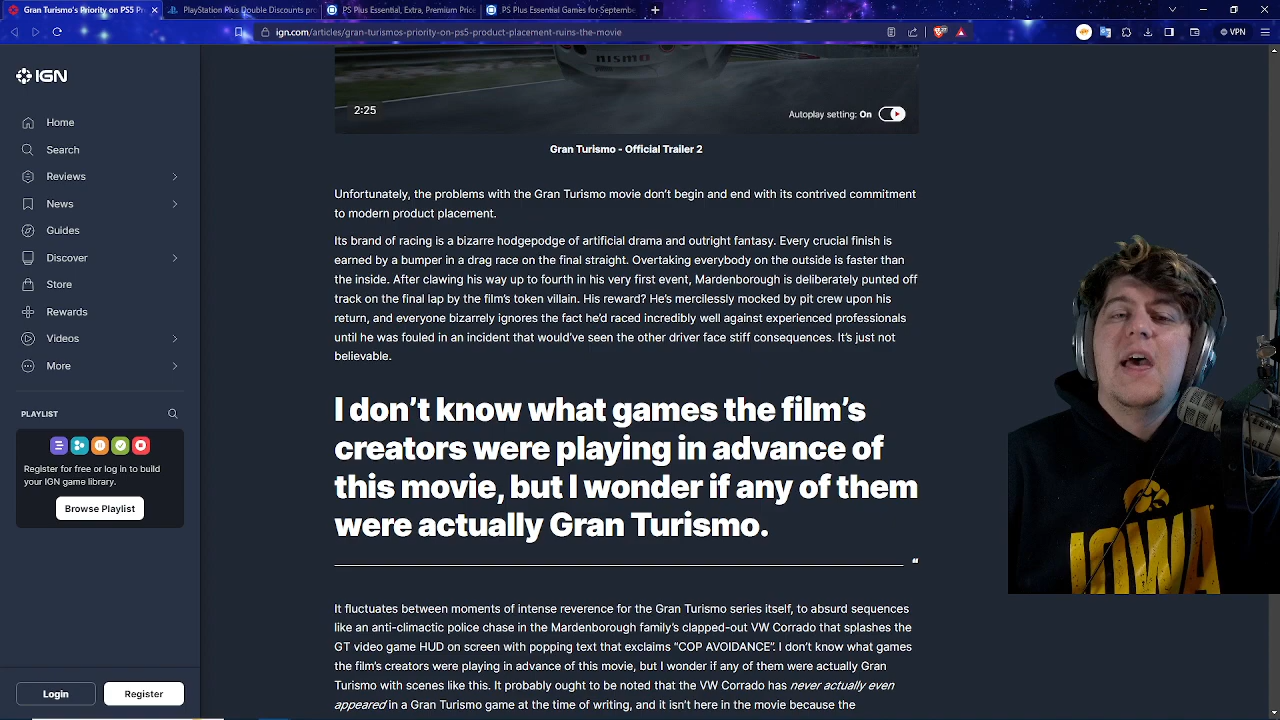 Gran Turismo's Priority on PS5 Pr
PlayStation Plus Double Discounts pr
PS Plus Essential, Extra, Premium Price
PS Plus Essential Games for Septembe
ign.com/articles/gran-turismos-priority-on-ps5-product-placement-ruins-the-movie
VPN
IGN
Home
Search
Reviews
News
Guides
Discover
Store
Rewards
Videos
More
PLAYLIST
Register for free or log in to build
your IGN game library.
Browse Playlist
Login
Register
nismo
2:25
Autoplay setting: On
Gran Turismo - Official Trailer 2
Unfortunately, the problems with the Gran Turismo movie don’t begin and end with its contrived commitment
to modern product placement.
Its brand of racing is a bizarre hodgepodge of artificial drama and outright fantasy. Every crucial finish is
earned by a bumper in a drag race on the final straight. Overtaking everybody on the outside is faster than
the inside. After clawing his way up to fourth in his very first event, Mardenborough is deliberately punted off
track on the final lap by the film’s token villain. His reward? He’s mercilessly mocked by pit crew upon his
return, and everyone bizarrely ignores the fact he’d raced incredibly well against experienced professionals
until he was fouled in an incident that would’ve seen the other driver face stiff consequences. It’s just not
believable.
I don’t know what games the film’s
creators were playing in advance of
this movie, but I wonder if any of them
were actually Gran Turismo.
“
It fluctuates between moments of intense reverence for the Gran Turismo series itself, to absurd sequences
like an anti-climactic police chase in the Mardenborough family’s clapped-out VW Corrado that splashes the
GT video game HUD on screen with popping text that exclaims “COP AVOIDANCE”. I don’t know what games
the film’s creators were playing in advance of this movie, but I wonder if any of them were actually Gran
Turismo with scenes like this. It probably ought to be noted that the VW Corrado has never actually even
appeared in a Gran Turismo game at the time of writing, and it isn’t here in the movie because the
IOWA